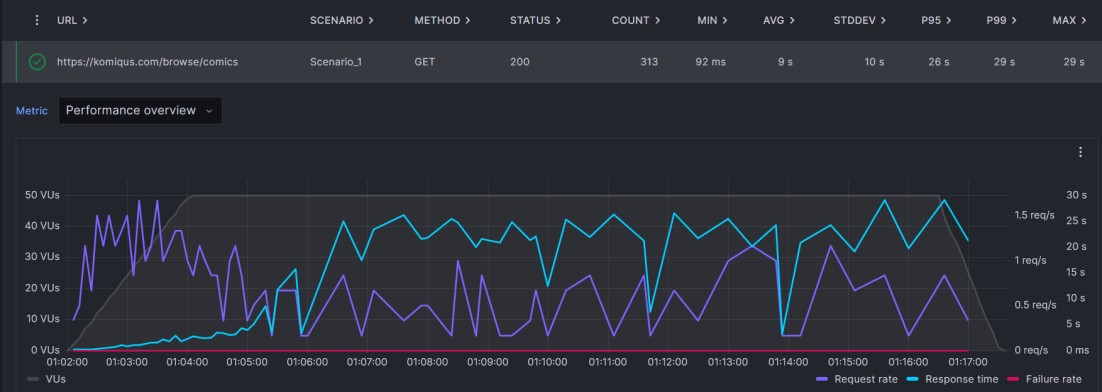 URL > SCENARIO > METHOD > STATUS > COUNT > MIN > AVG > STDDEV > P95 > P99 > MAX >
https://komiqus.com/browse/comics Scenario_1 GET 200 313 92 ms 9 s 10 s 26 s 29 s 29 s
Metric Performance overview
50 VUs 30 s
1.5 req/s 25 s
40 VUs
30 VUs 1 req/s 20 s
20 VUs 15 s
0.5 req/s 10 s
10 VUs 5 s
0 VUs 0 req/s 0 ms
01:02:00 01:03:00 01:04:00 01:05:00 01:06:00 01:07:00 01:08:00 01:09:00 01:10:00 01:11:00 01:12:00 01:13:00 01:14:00 01:15:00 01:16:00 01:17:00
VUs Request rate Response time Failure rate